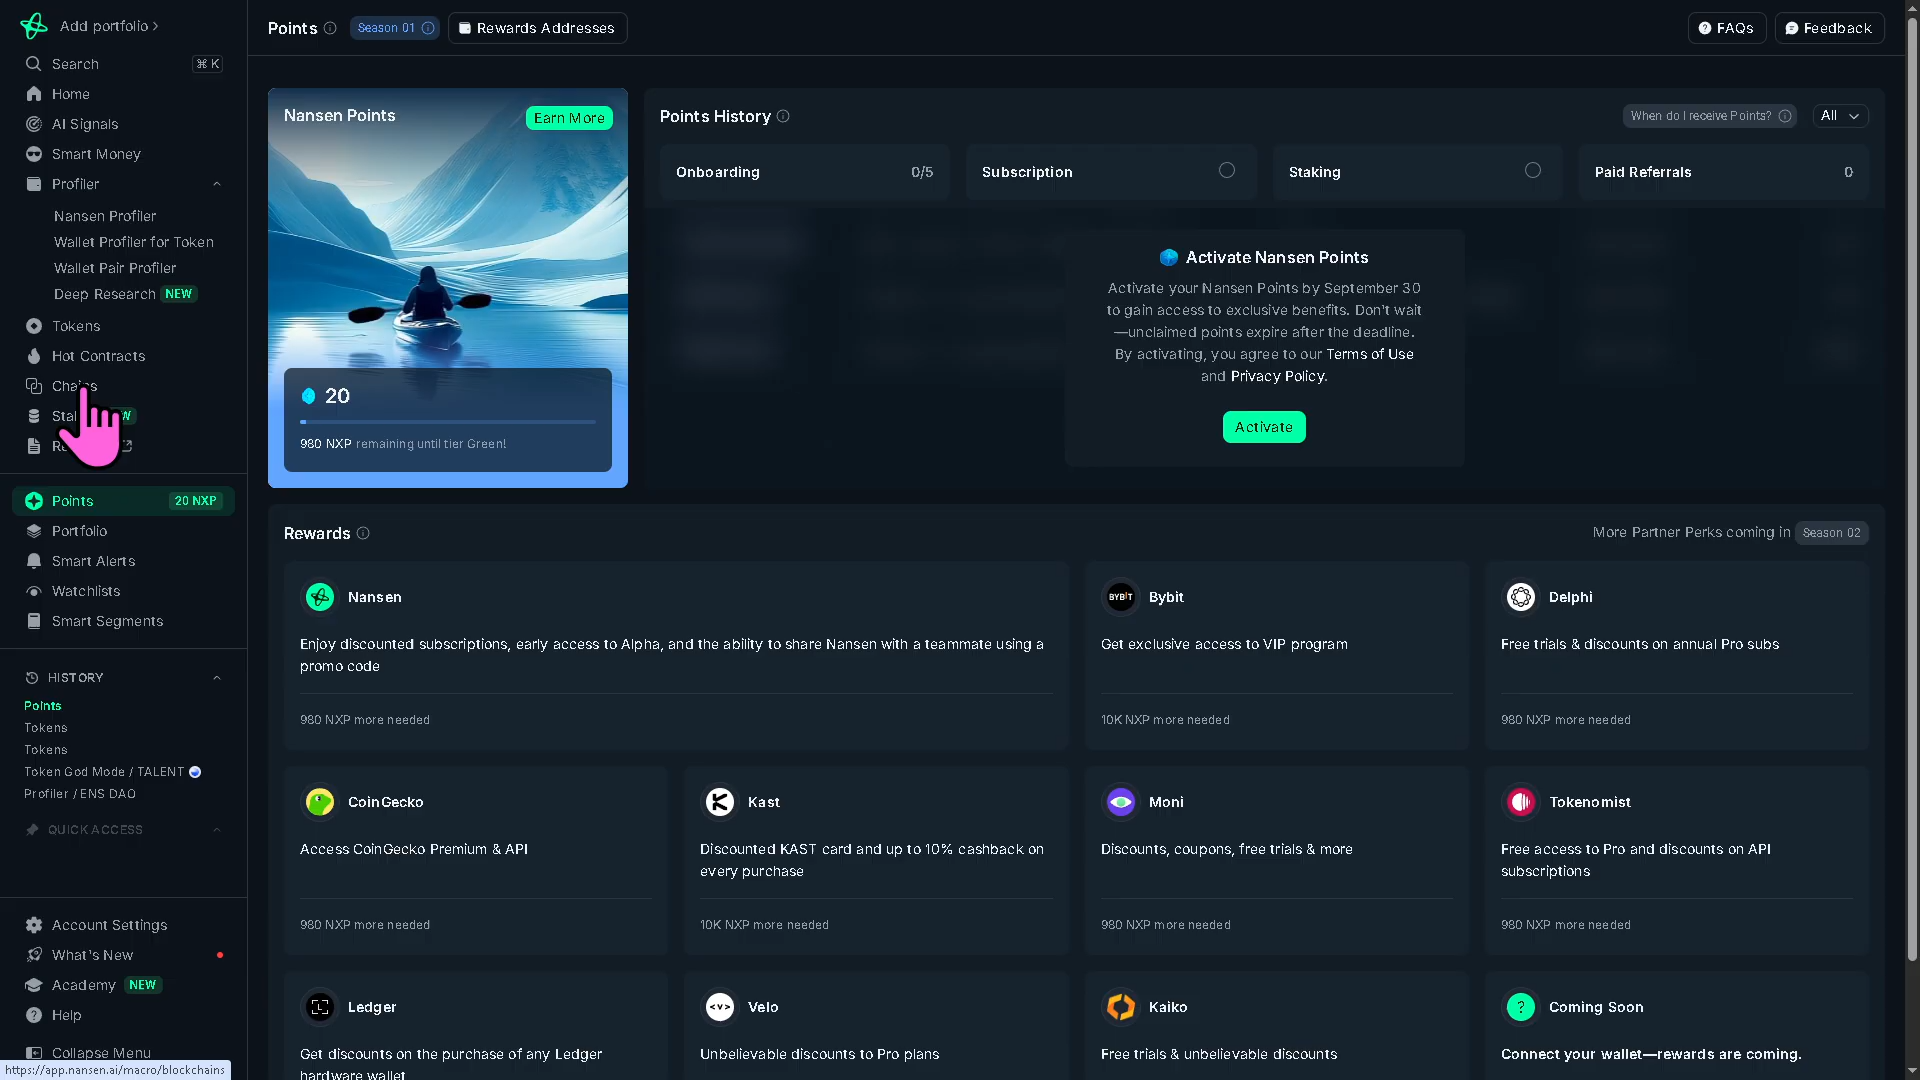 Add portfolio
Search
⌘ K
Home
AI Signals
Smart Money
Profiler
Nansen Profiler
Wallet Profiler for Token
Wallet Pair Profiler
Deep Research NEW
Tokens
Hot Contracts
Chains
Points 20 NXP
Portfolio
Smart Alerts
Watchlists
Smart Segments
HISTORY
Points
Tokens
Tokens
Token God Mode / TALENT
Profiler / ENS DAO
QUICK ACCESS
Account Settings
What's New
Academy NEW
Help
Collapse Menu
https://app.nansen.ai/macro/blockchains
Points Season 01 Rewards Addresses
FAQs Feedback
Nansen Points Earn More
20
980 NXP remaining until tier Green!
Points History
When do I receive Points? All
Onboarding 0/5
Subscription
Staking
Paid Referrals 0
Activate Nansen Points
Activate your Nansen Points by September 30
to gain access to exclusive benefits. Don't wait
—unclaimed points expire after the deadline.
By activating, you agree to our Terms of Use
and Privacy Policy.
Activate
Rewards
More Partner Perks coming in Season 02
Nansen
Enjoy discounted subscriptions, early access to Alpha, and the ability to share Nansen with a teammate using a
promo code
980 NXP more needed
BYBIT
Bybit
Get exclusive access to VIP program
10K NXP more needed
Delphi
Free trials & discounts on annual Pro subs
980 NXP more needed
CoinGecko
Access CoinGecko Premium & API
980 NXP more needed
Kast
Discounted KAST card and up to 10% cashback on
every purchase
10K NXP more needed
Moni
Discounts, coupons, free trials & more
980 NXP more needed
Tokenomist
Free access to Pro and discounts on API
subscriptions
980 NXP more needed
Ledger
Get discounts on the purchase of any Ledger
hardware wallet
Velo
Unbelievable discounts to Pro plans
Kaiko
Free trials & unbelievable discounts
?
Coming Soon
Connect your wallet—rewards are coming.